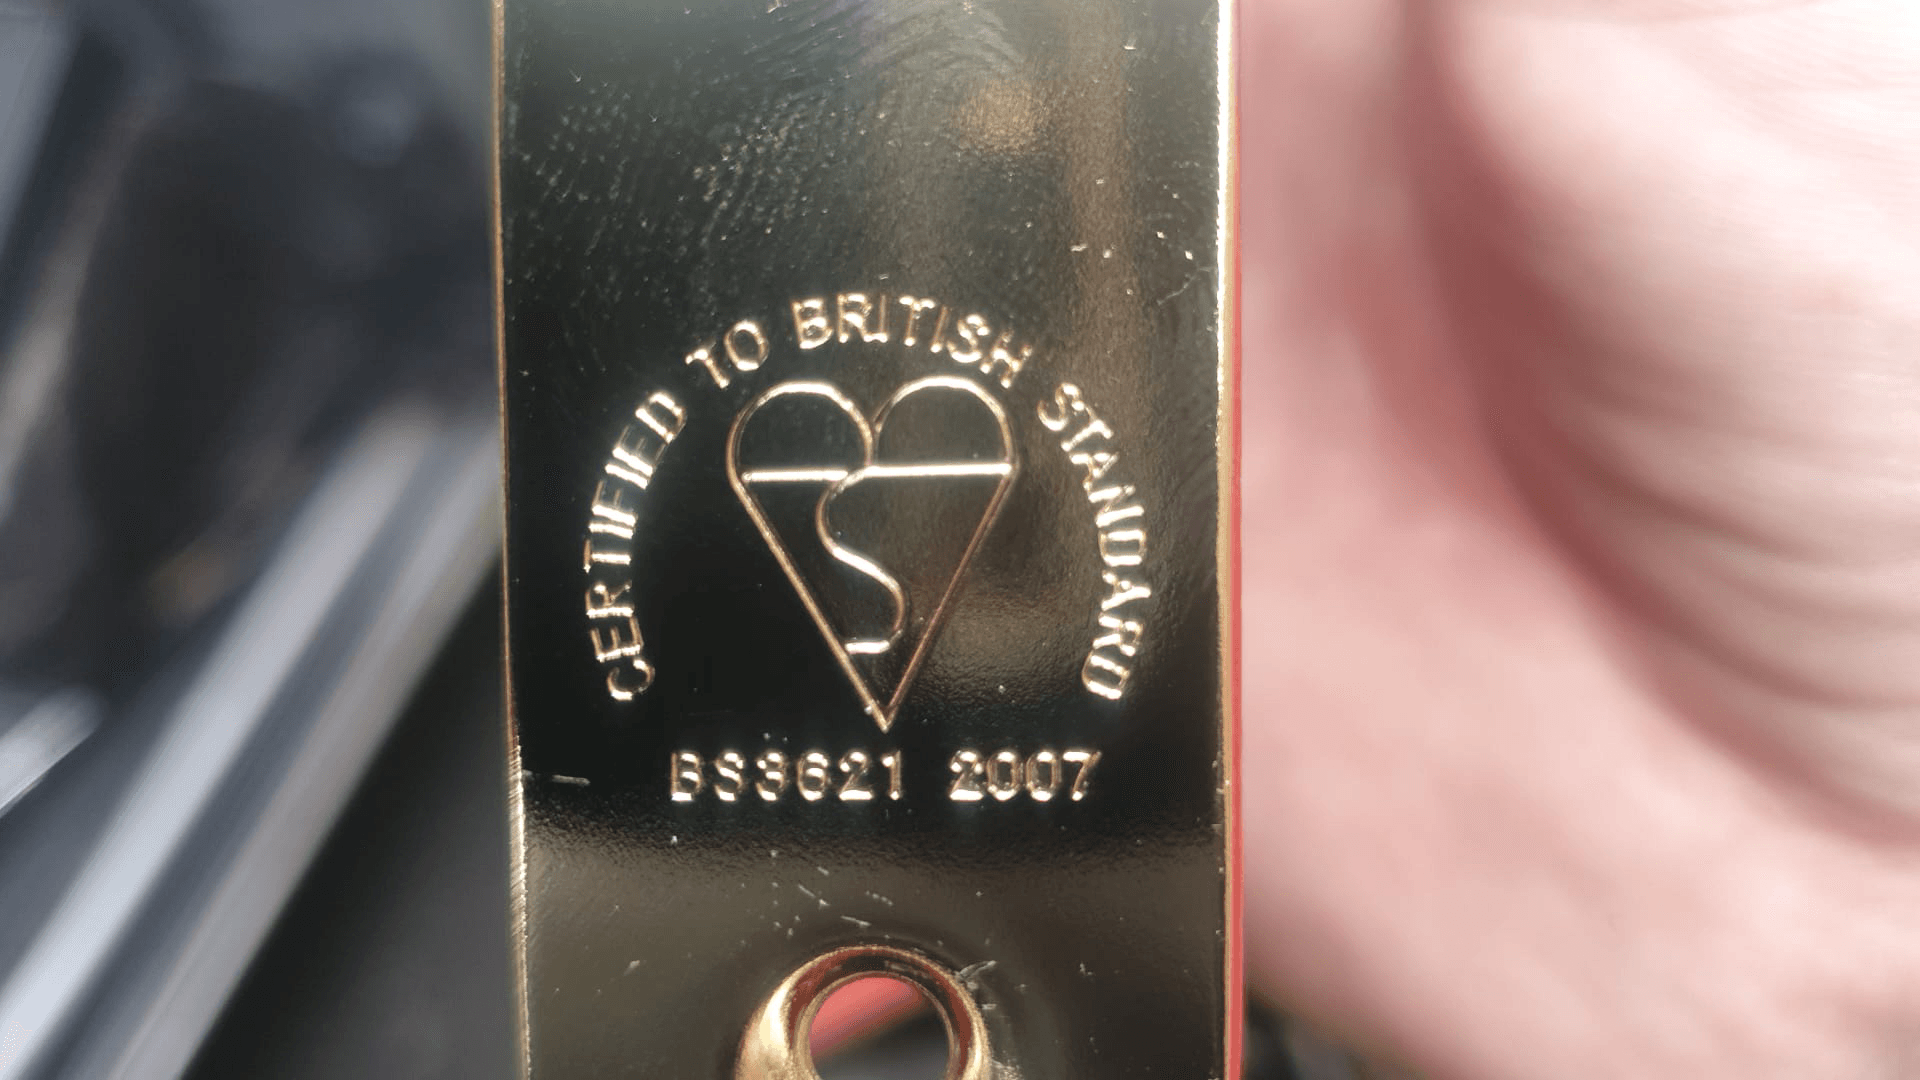 CERTIFIED TO BRITISH STANDARD
BS3621 2007